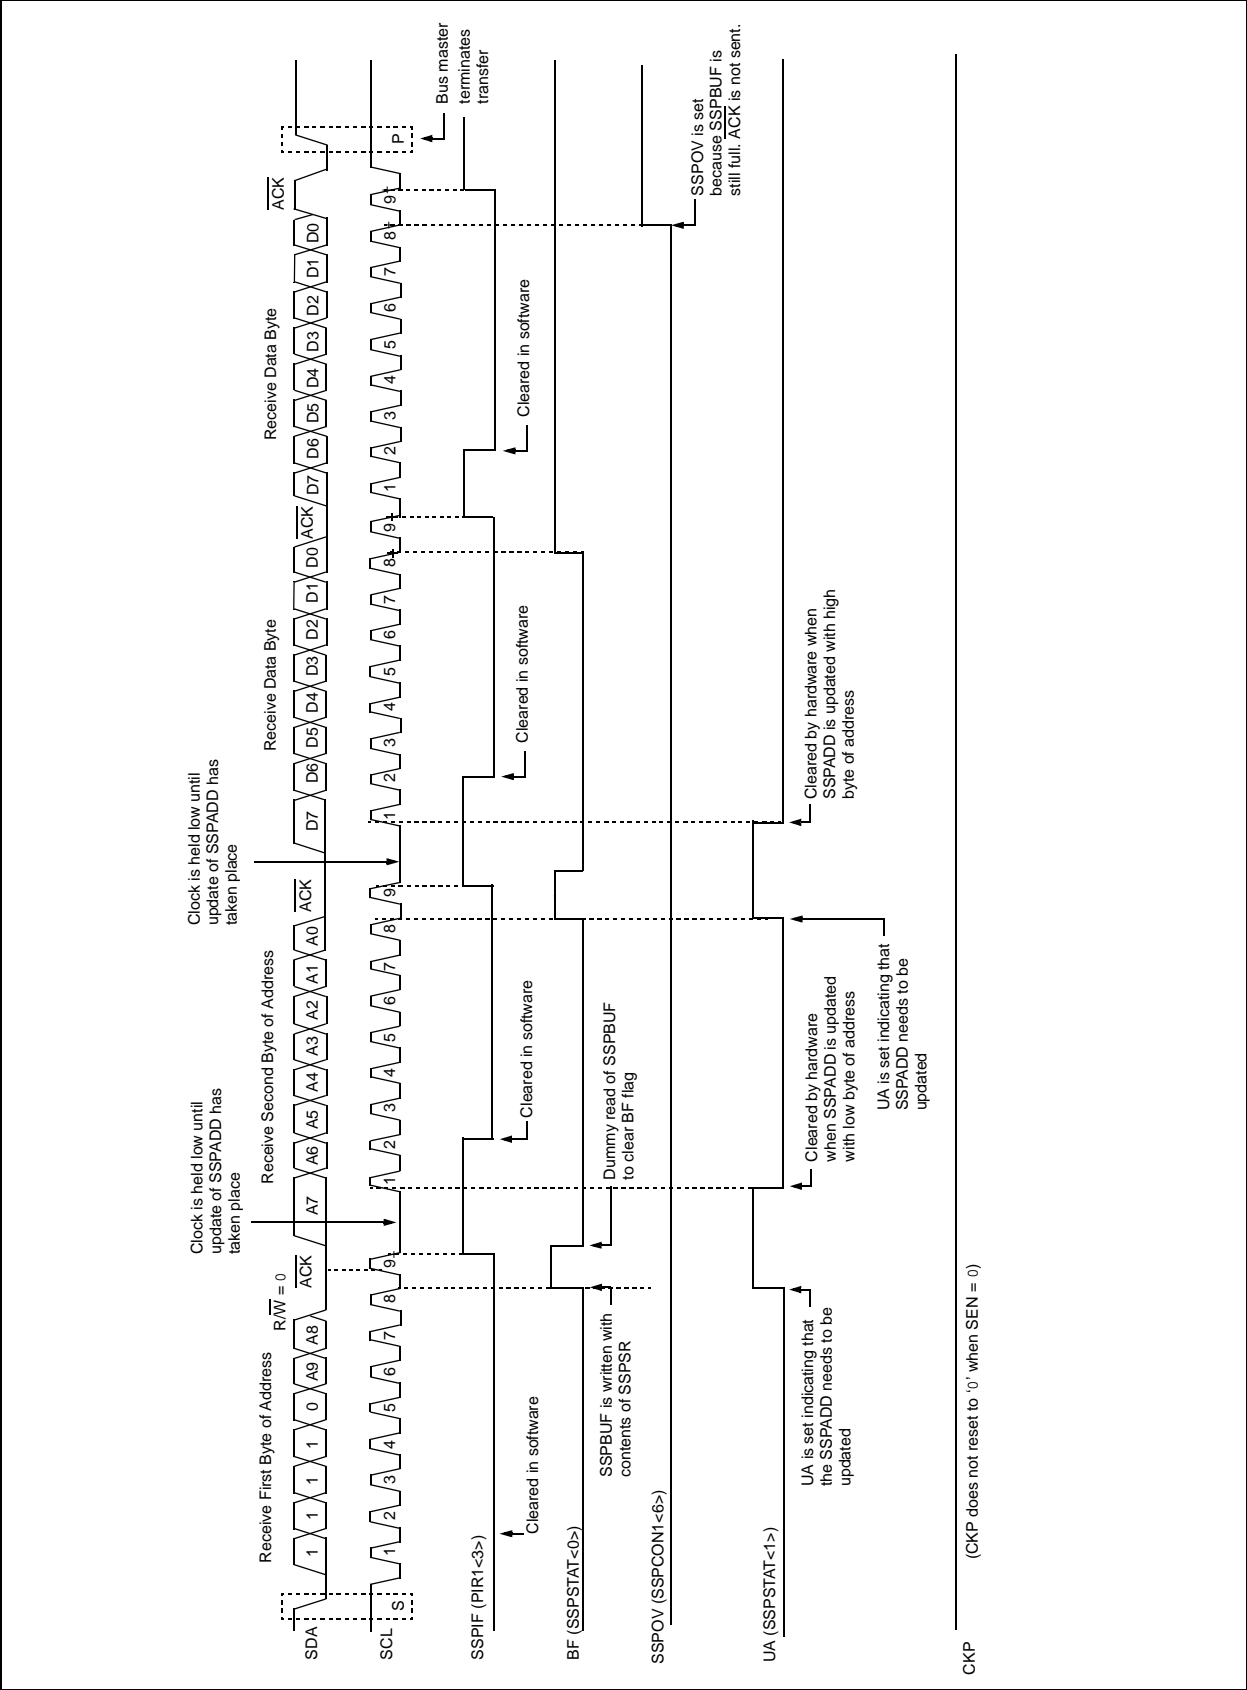 Clock is held low until
update of SSPADD has
taken place
Clock is held low until
update of SSPADD has
taken place
Receive First Byte of Address
R/W = 0
Receive Second Byte of Address
Receive Data Byte
Receive Data Byte
ACK
SDA
1 1 1 1 0 A9 A8 ACK A7 A6 A5 A4 A3 A2 A1 A0 ACK D7 D6 D5 D4 D3 D2 D1 D0 ACK D7 D6 D5 D4 D3 D2 D1 D0
SCL
S 1 2 3 4 5 6 7 8 9 1 2 3 4 5 6 7 8 9 1 2 3 4 5 6 7 8 9 1 2 3 4 5 6 7 8 9 P
Bus master
terminates
transfer
SSPIF (PIR1<3>)
Cleared in software
Cleared in software
Cleared in software
Cleared in software
BF (SSPSTAT<0>)
SSPBUF is written with
contents of SSPSR
Dummy read of SSPBUF
to clear BF flag
SSPOV (SSPCON1<6>)
SSPOV is set
because SSPBUF is
still full. ACK is not sent.
UA (SSPSTAT<1>)
UA is set indicating that
the SSPADD needs to be
updated
Cleared by hardware
when SSPADD is updated
with low byte of address
UA is set indicating that
SSPADD needs to be
updated
Cleared by hardware when
SSPADD is updated with high
byte of address
CKP
(CKP does not reset to ‘0’ when SEN = 0)